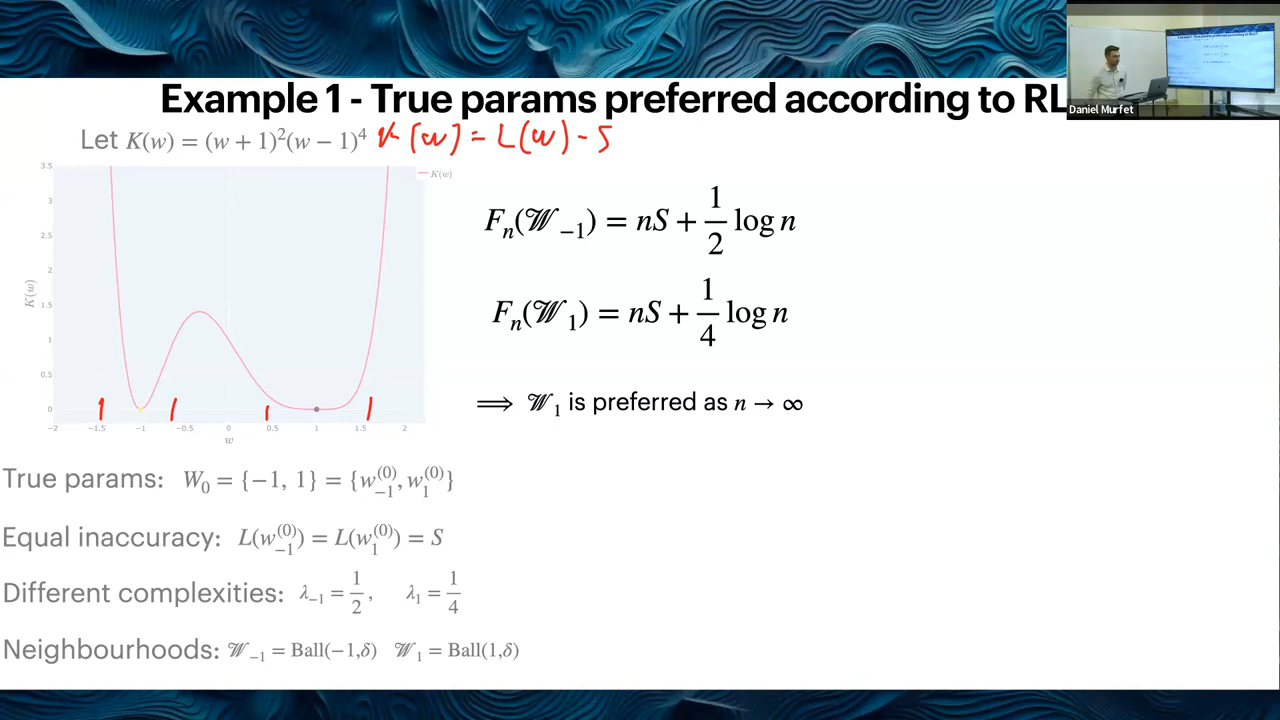 Example 1 - True params preferred according to RL
Daniel Murfet
Let K(w) = (w + 1)²(w − 1)⁴ K(w) = L(w) - S
3.5
3
2.5
2
1.5
1
0.5
0
K(w)
K(w)
−2 −1.5 −1 −0.5 0 0.5 1 1.5 2
w
Fₙ(𝒲₋₁) = nS + 1/2 log n
Fₙ(𝒲₁) = nS + 1/4 log n
⟹ 𝒲₁ is preferred as n → ∞
True params: W₀ = {−1, 1} = {w₋₁⁽⁰⁾, w₁⁽⁰⁾}
Equal inaccuracy: L(w₋₁⁽⁰⁾) = L(w₁⁽⁰⁾) = S
Different complexities: λ₋₁ = 1/2, λ₁ = 1/4
Neighbourhoods: 𝒲₋₁ = Ball(−1,δ) 𝒲₁ = Ball(1,δ)